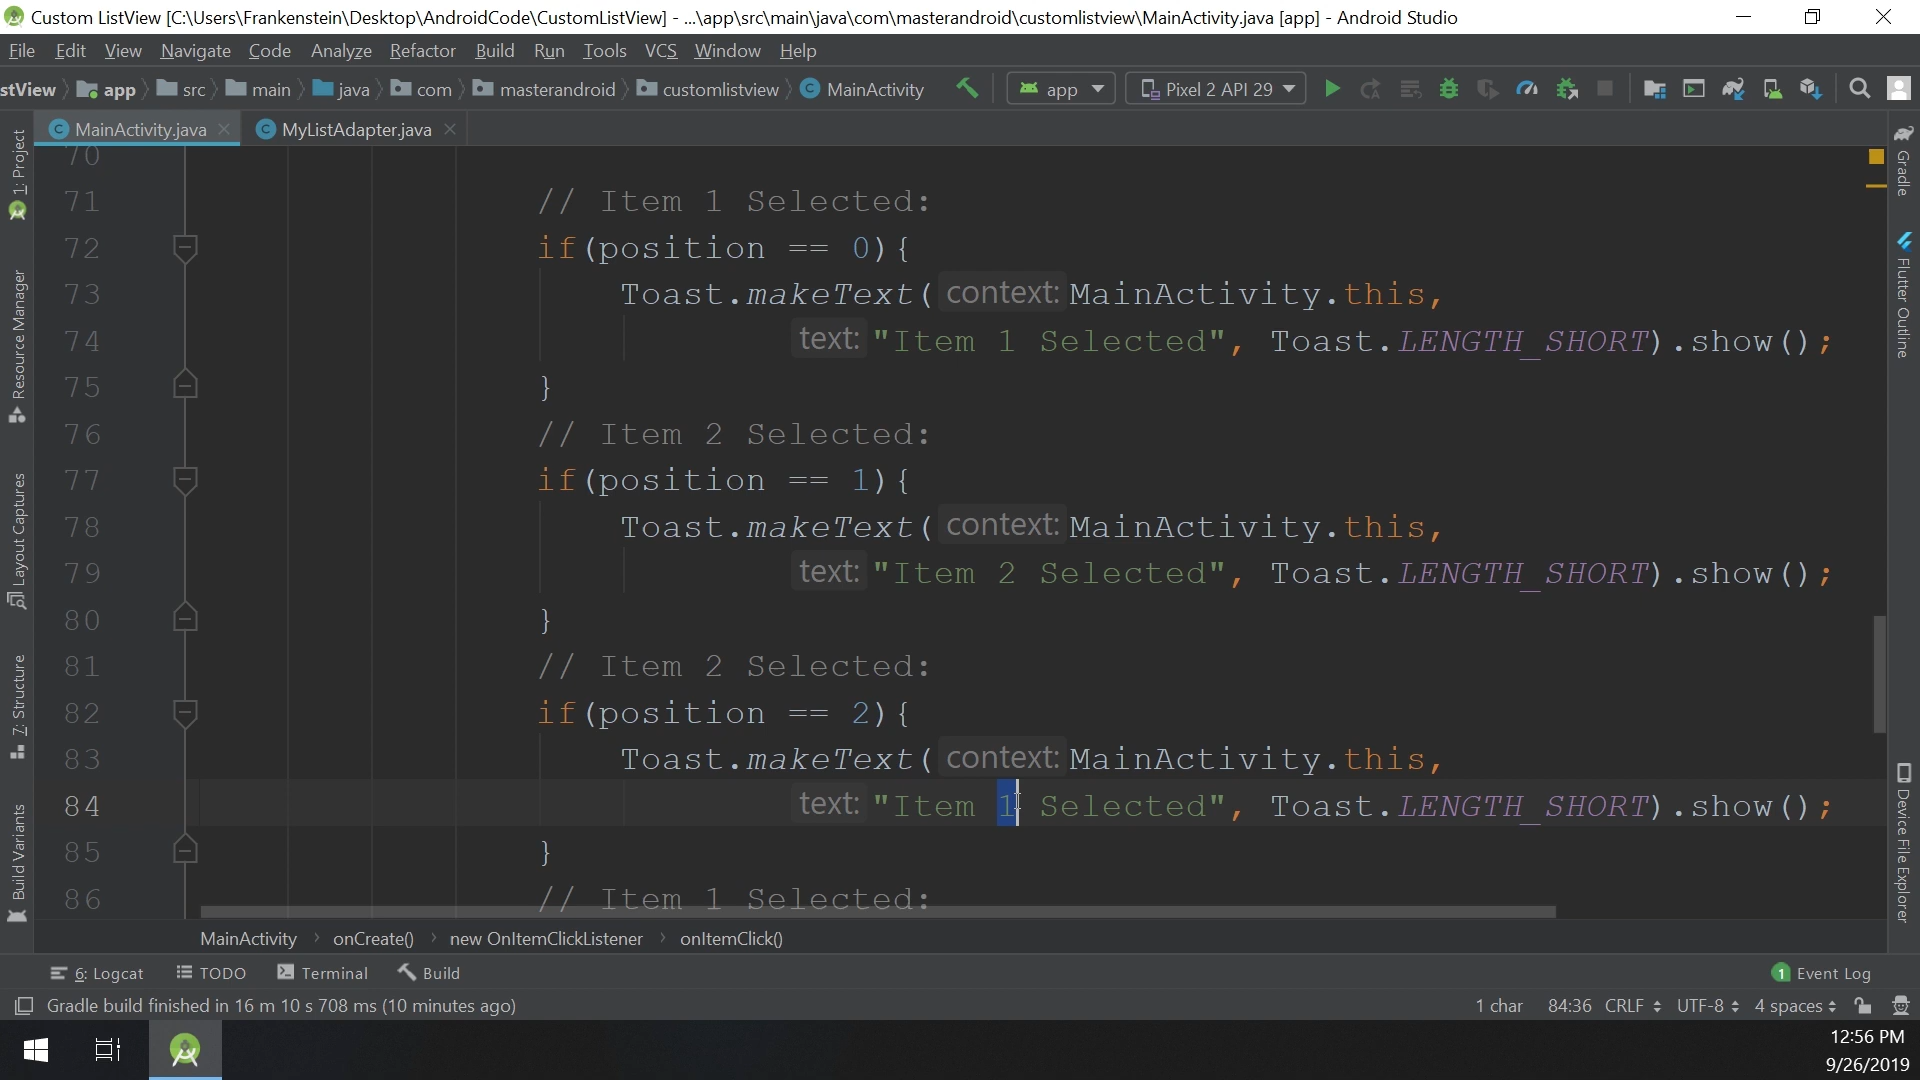 Custom ListView [C:\Users\Frankenstein\Desktop\AndroidCode\CustomListView] - ...\app\src\main\java\com\masterandroid\customlistview\MainActivity.java [app] - Android Studio
File Edit View Navigate Code Analyze Refactor Build Run Tools VCS Window Help
stView app src main java com masterandroid customlistview MainActivity app Pixel 2 API 29
MainActivity.java MyListAdapter.java
1: Project
Resource Manager
Layout Captures
7: Structure
Build Variants
70
71 // Item 1 Selected:
72 if(position == 0){
73 Toast.makeText( context: MainActivity.this,
74 text: "Item 1 Selected", Toast.LENGTH_SHORT).show();
75 }
76 // Item 2 Selected:
77 if(position == 1){
78 Toast.makeText( context: MainActivity.this,
79 text: "Item 2 Selected", Toast.LENGTH_SHORT).show();
80 }
81 // Item 2 Selected:
82 if(position == 2){
83 Toast.makeText( context: MainActivity.this,
84 text: "Item 1 Selected", Toast.LENGTH_SHORT).show();
85 }
86 // Item 1 Selected:
Gradle
Flutter Outline
Device File Explorer
MainActivity › onCreate() › new OnItemClickListener › onItemClick()
6: Logcat TODO Terminal Build 1 Event Log
Gradle build finished in 16 m 10 s 708 ms (10 minutes ago) 1 char 84:36 CRLF UTF-8 4 spaces
12:56 PM
9/26/2019